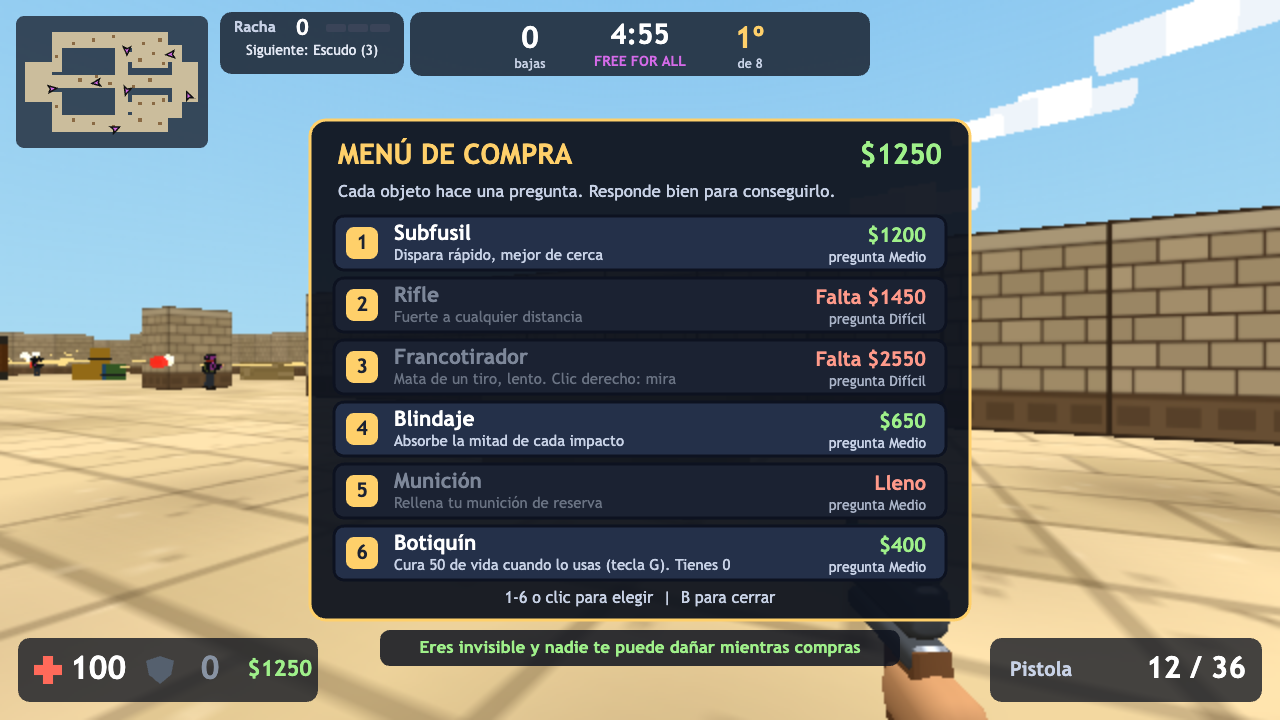 Racha 0
Siguiente: Escudo (3)
0
bajas
4:55
FREE FOR ALL
1º
de 8
MENÚ DE COMPRA
$1250
Cada objeto hace una pregunta. Responde bien para conseguirlo.
1
Subfusil
$1200
Dispara rápido, mejor de cerca
pregunta Medio
2
Rifle
Falta $1450
Fuerte a cualquier distancia
pregunta Difícil
3
Francotirador
Falta $2550
Mata de un tiro, lento. Clic derecho: mira
pregunta Difícil
4
Blindaje
$650
Absorbe la mitad de cada impacto
pregunta Medio
5
Munición
Lleno
Rellena tu munición de reserva
pregunta Medio
6
Botiquín
$400
Cura 50 de vida cuando lo usas (tecla G). Tienes 0
pregunta Medio
1-6 o clic para elegir | B para cerrar
Eres invisible y nadie te puede dañar mientras compras
100 0 $1250
Pistola 12 / 36